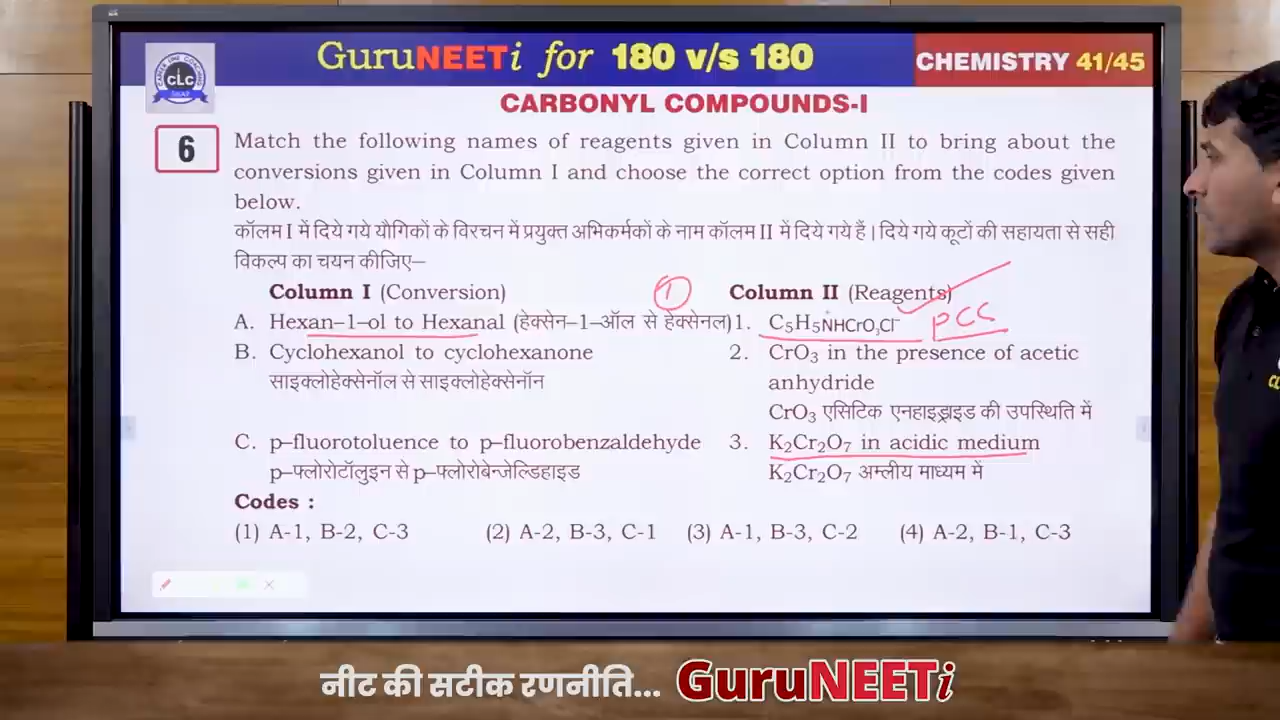 GuruNEETi for 180 v/s 180
CHEMISTRY 41/45
CLC
CARBONYL COMPOUNDS-I
6
Match the following names of reagents given in Column II to bring about the
conversions given in Column I and choose the correct option from the codes given
below.
कॉलम I में दिये गये यौगिकों के विरचन में प्रयुक्त अभिकर्मकों के नाम कॉलम II में दिये गये हैं। दिये गये कूटों की सहायता से सही
विकल्प का चयन कीजिए–
Column I (Conversion)
1
Column II (Reagents)
A. Hexan–1–ol to Hexanal (हेक्सेन–1–ऑल से हेक्सेनल)
1. C₅H₅NHCrO₃Cl⁻ PCC
B. Cyclohexanol to cyclohexanone
2. CrO₃ in the presence of acetic
साइक्लोहेक्सेनॉल से साइक्लोहेक्सेनॉन
anhydride
CrO₃ एसिटिक एनहाइड्राइड की उपस्थिति में
C. p–fluorotoluence to p–fluorobenzaldehyde
3. K₂Cr₂O₇ in acidic medium
p–फ्लोरोटॉलुइन से p–फ्लोरोबेन्जेल्डिहाइड
K₂Cr₂O₇ अम्लीय माध्यम में
Codes :
(1) A-1, B-2, C-3 (2) A-2, B-3, C-1 (3) A-1, B-3, C-2 (4) A-2, B-1, C-3
नीट की सटीक रणनीति... GuruNEETi